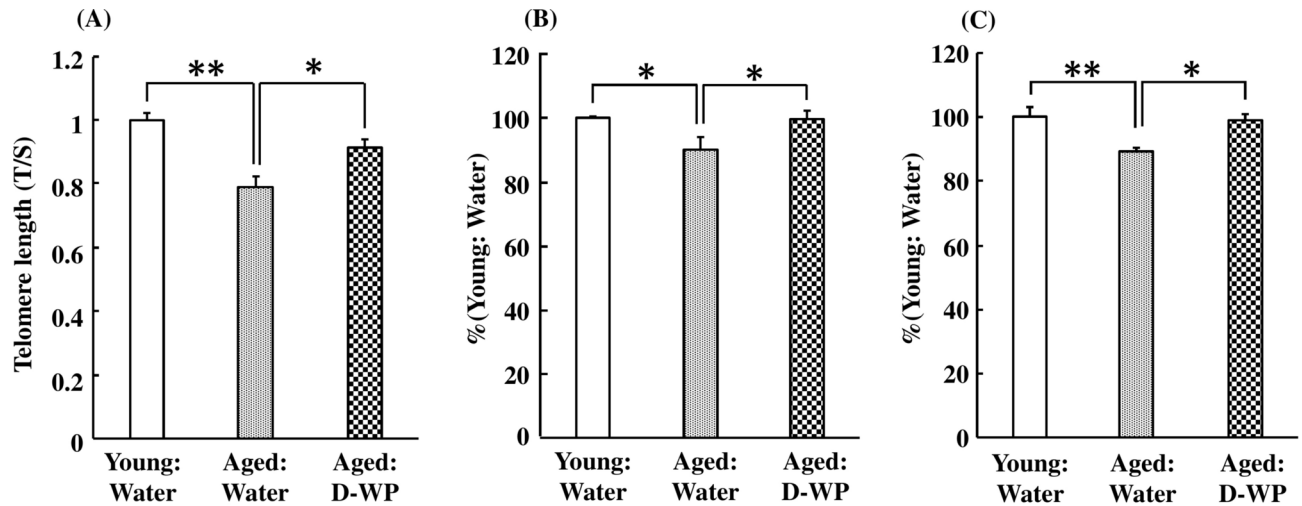 (A)
Telomere length (T/S)
1.2
1
0.8
0.6
0.4
0.2
0
** *
Young: Aged: Aged:
Water Water D-WP
(B)
%(Young: Water)
120
100
80
60
40
20
0
* *
Young: Aged: Aged:
Water Water D-WP
(C)
%(Young: Water)
120
100
80
60
40
20
0
** *
Young: Aged: Aged:
Water Water D-WP